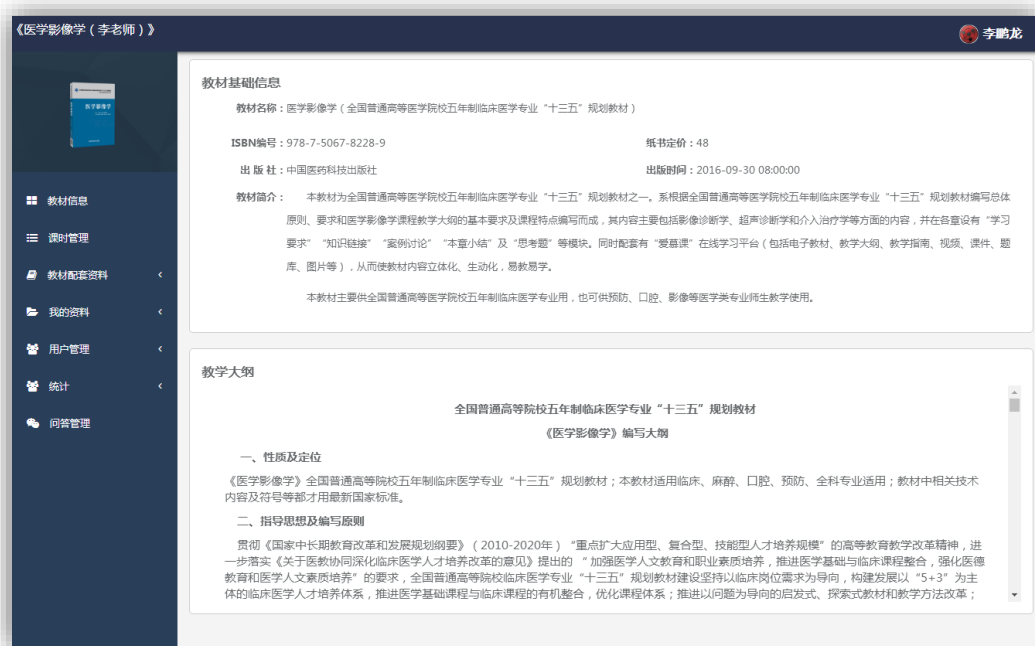 《医学影像学（李老师）》
李鹏龙
医学影像学
教材信息
课时管理
教材配套资料
我的资料
用户管理
统计
问答管理
教材基础信息
教材名称：医学影像学（全国普通高等医学院校五年制临床医学专业“十三五”规划教材）
ISBN编号：978-7-5067-8228-9 纸书定价：48
出 版 社：中国医药科技出版社 出版时间：2016-09-30 08:00:00
教材简介： 本教材为全国普通高等医学院校五年制临床医学专业“十三五”规划教材之一。系根据全国普通高等医学院校五年制临床医学专业“十三五”规划教材编写总体
原则、要求和医学影像学课程教学大纲的基本要求及课程特点编写而成，其内容主要包括影像诊断学、超声诊断学和介入治疗学等方面的内容，并在各章设有“学习
要求”“知识链接”“案例讨论”“本章小结”及“思考题”等模块。同时配套有“爱慕课”在线学习平台（包括电子教材、教学大纲、教学指南、视频、课件、题
库、图片等），从而使教材内容立体化、生动化，易教易学。
本教材主要供全国普通高等医学院校五年制临床医学专业用，也可供预防、口腔、影像等医学类专业师生教学使用。
教学大纲
全国普通高等院校五年制临床医学专业“十三五”规划教材
《医学影像学》编写大纲
一、性质及定位
《医学影像学》全国普通高等院校五年制临床医学专业“十三五”规划教材；本教材适用临床、麻醉、口腔、预防、全科专业适用；教材中相关技术
内容及符号等都才用最新国家标准。
二、指导思想及编写原则
贯彻《国家中长期教育改革和发展规划纲要》（2010-2020年）“重点扩大应用型、复合型、技能型人才培养规模”的高等教育教学改革精神，进
一步落实《关于医教协同深化临床医学人才培养改革的意见》提出的 “ 加强医学人文教育和职业素质培养，推进医学基础与临床课程整合，强化医德
教育和医学人文素质培养”的要求，全国普通高等院校临床医学专业“十三五”规划教材建设坚持以临床岗位需求为导向，构建发展以“5+3”为主
体的临床医学人才培养体系，推进医学基础课程与临床课程的有机整合，优化课程体系；推进以问题为导向的启发式、探索式教材和教学方法改革；